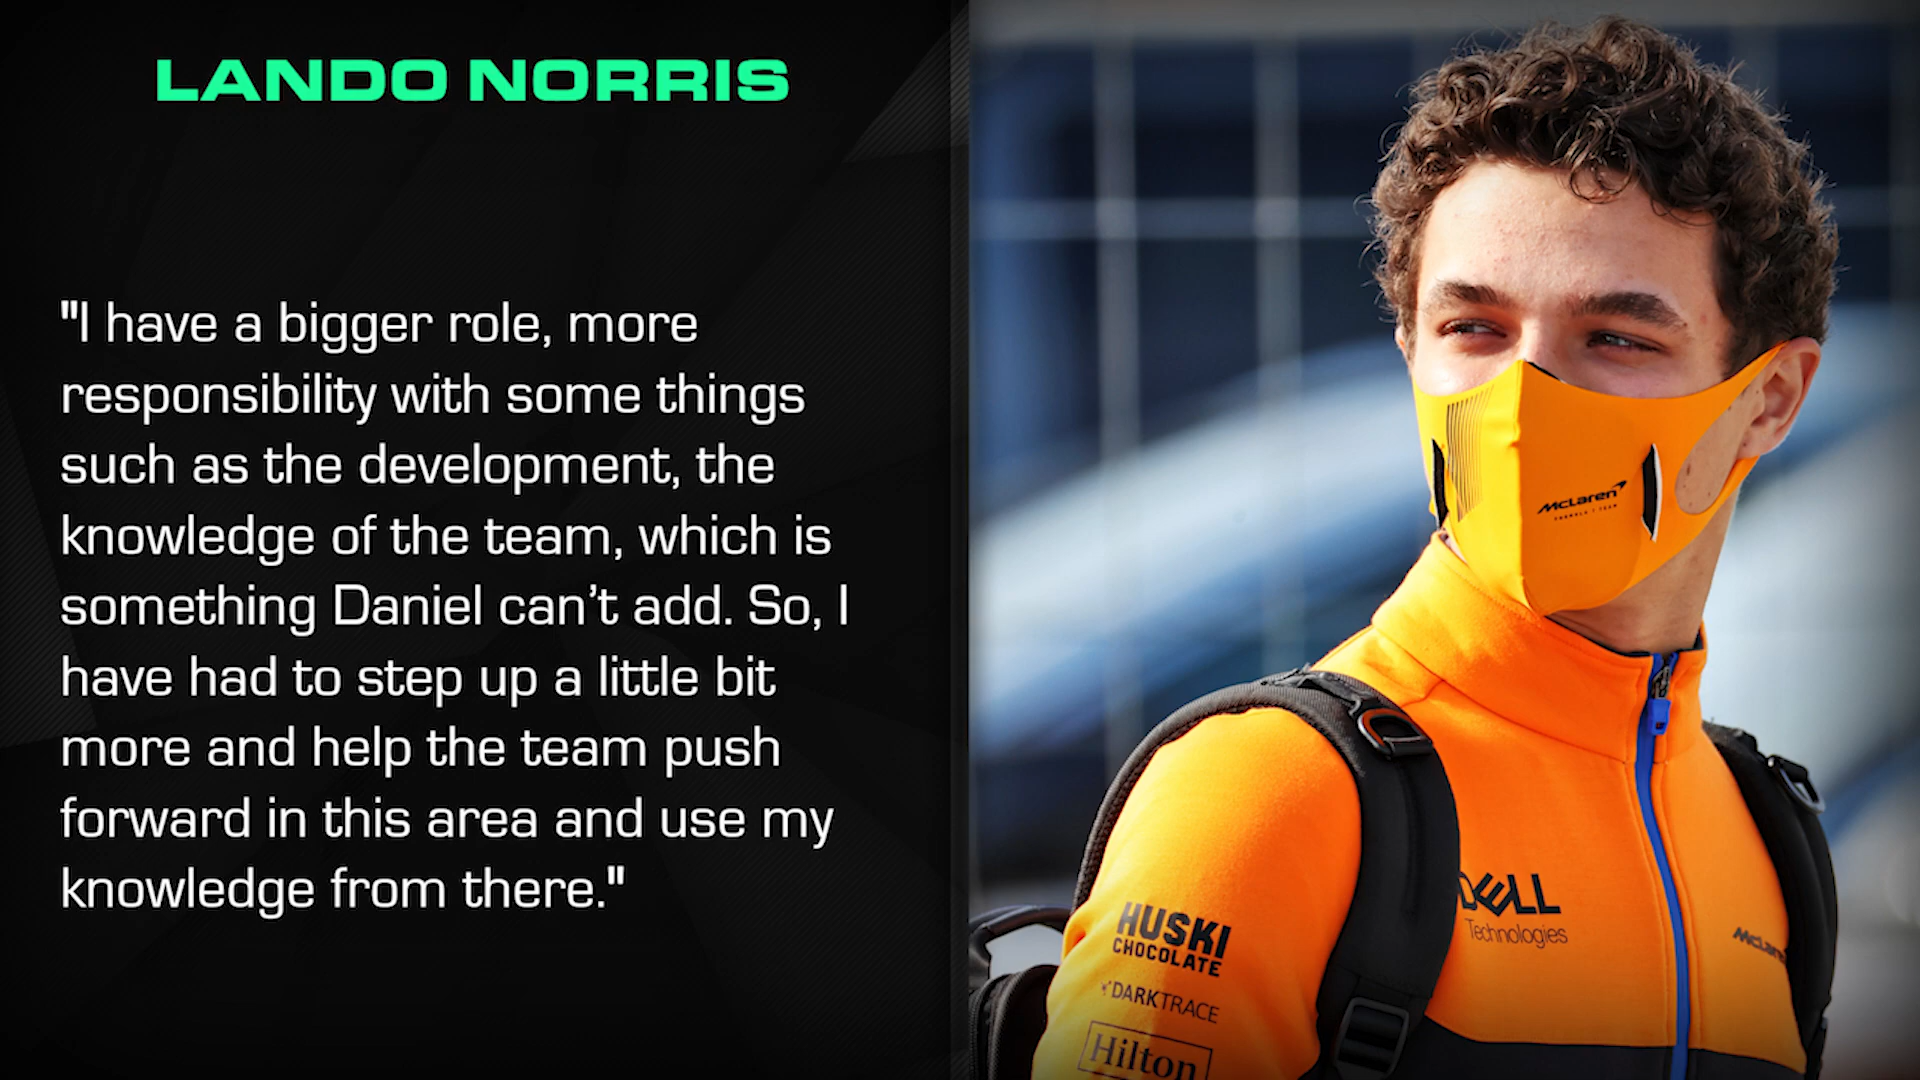 LANDO NORRIS
"I have a bigger role, more
responsibility with some things
such as the development, the
knowledge of the team, which is
something Daniel can’t add. So, I
have had to step up a little bit
more and help the team push
forward in this area and use my
knowledge from there."
McLaren
FORMULA 1 TEAM
DELL
Technologies
McLaren
HUSKI
CHOCOLATE
DARKTRACE
Hilton